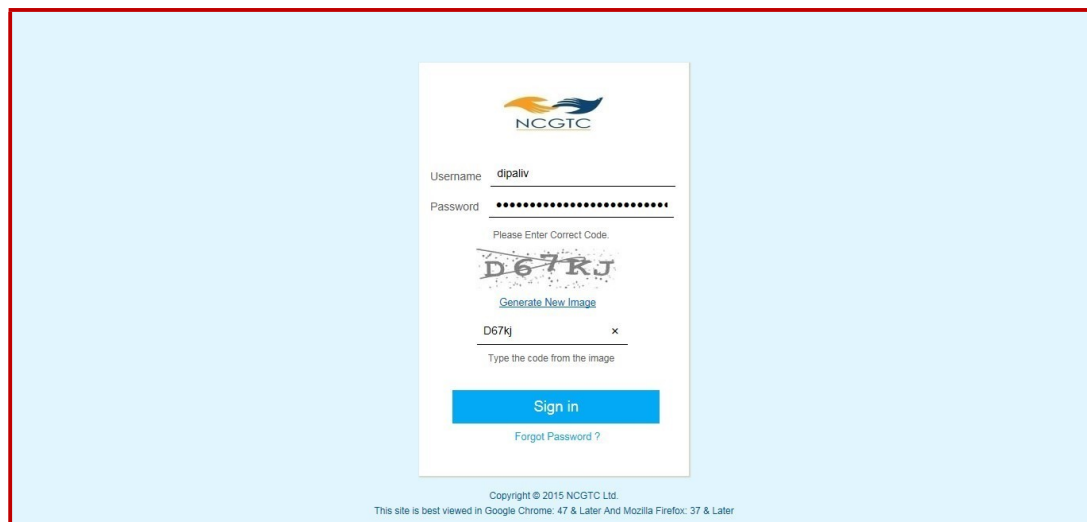 NCGTC
Username dipaliv
Password ••••••••••••••••••••••••••
Please Enter Correct Code.
D67KJ
Generate New Image
D67kj ×
Type the code from the image
Sign in
Forgot Password ?
Copyright © 2015 NCGTC Ltd.
This site is best viewed in Google Chrome: 47 & Later And Mozilla Firefox: 37 & Later